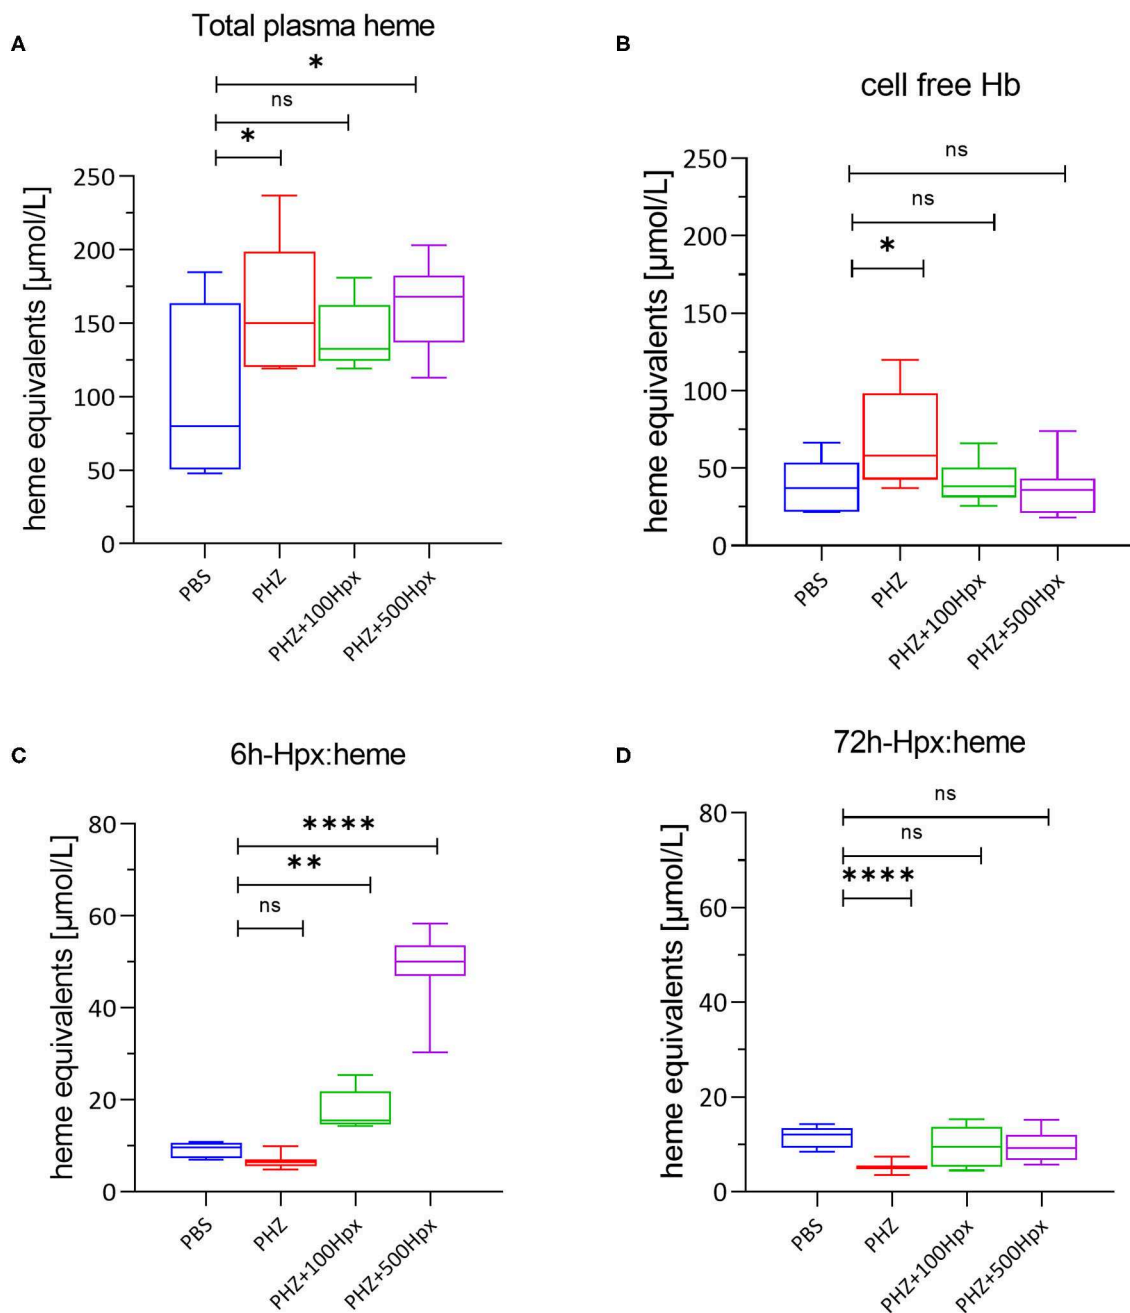 A
Total plasma heme
*
ns
*
heme equivalents [µmol/L]
250
200
150
100
50
0
PBS
PHZ
PHZ+100Hpx
PHZ+500Hpx
B
cell free Hb
ns
ns
*
heme equivalents [µmol/L]
250
200
150
100
50
0
PBS
PHZ
PHZ+100Hpx
PHZ+500Hpx
C
6h-Hpx:heme
****
**
ns
heme equivalents [µmol/L]
80
60
40
20
0
PBS
PHZ
PHZ+100Hpx
PHZ+500Hpx
D
72h-Hpx:heme
ns
ns
****
heme equivalents [µmol/L]
80
60
40
20
0
PBS
PHZ
PHZ+100Hpx
PHZ+500Hpx